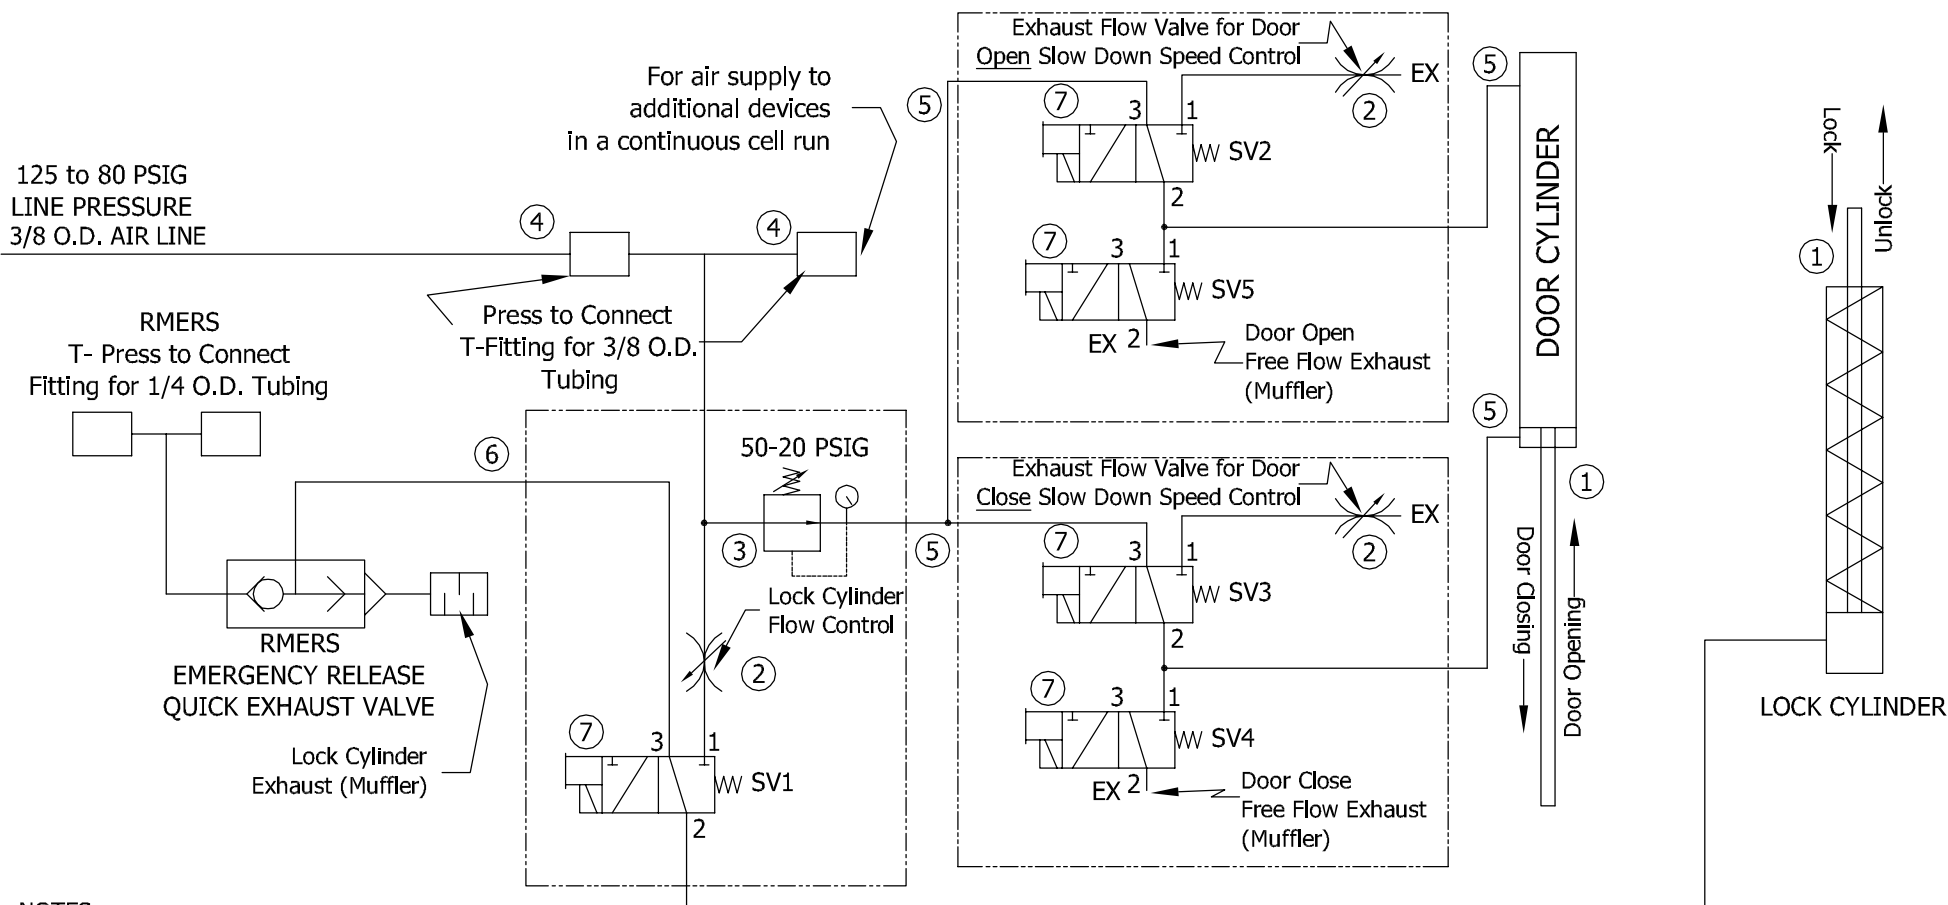 Exhaust Flow Valve for Door
Open Slow Down Speed Control
EX
2
5
7
3
1
SV2
2
For air supply to
additional devices
in a continuous cell run
5
125 to 80 PSIG
LINE PRESSURE
3/8 O.D. AIR LINE
4
4
7
3
1
SV5
EX
2
Door Open
Free Flow Exhaust
(Muffler)
DOOR CYLINDER
Lock
Unlock
1
Press to Connect
T-Fitting for 3/8 O.D.
Tubing
RMERS
T- Press to Connect
Fitting for 1/4 O.D. Tubing
5
6
50-20 PSIG
3
5
Exhaust Flow Valve for Door
Close Slow Down Speed Control
EX
2
1
7
3
1
SV3
2
Door Closing
Door Opening
Lock Cylinder
Flow Control
2
RMERS
EMERGENCY RELEASE
QUICK EXHAUST VALVE
Lock Cylinder
Exhaust (Muffler)
7
3
1
SV1
2
7
3
1
SV4
EX
2
Door Close
Free Flow Exhaust
(Muffler)
LOCK CYLINDER